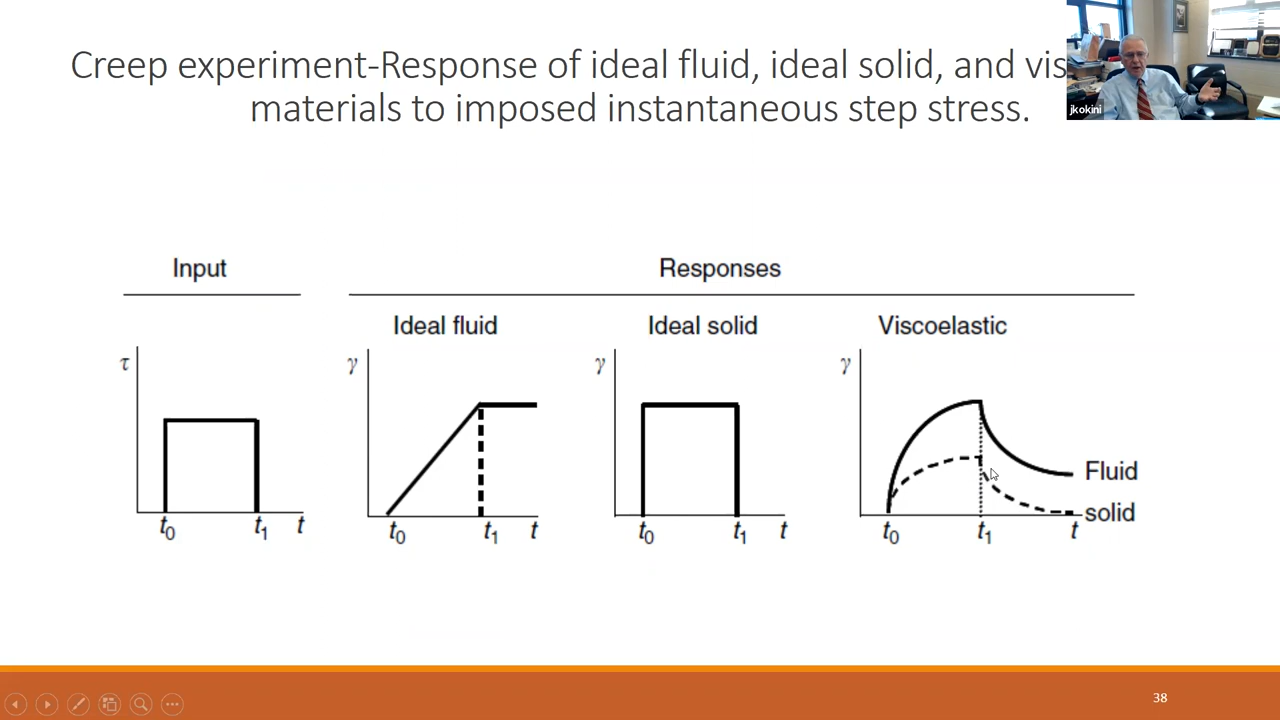 Creep experiment-Response of ideal fluid, ideal solid, and vis
materials to imposed instantaneous step stress.
jkokini
Input
Responses
Ideal fluid
Ideal solid
Viscoelastic
τ
γ
γ
γ
Fluid
solid
t0 t1 t
t0 t1 t
t0 t1 t
t0 t1 t
38